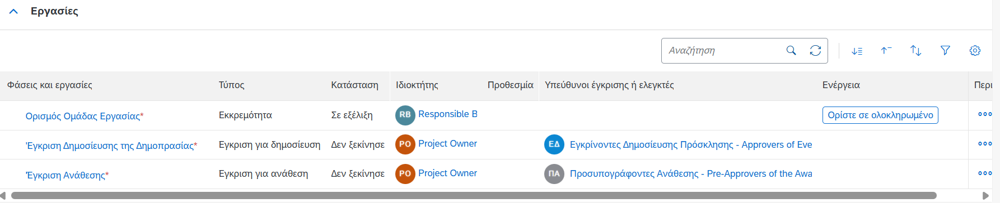 Εργασίες
Αναζήτηση
Φάσεις και εργασίες Τύπος Κατάσταση Ιδιοκτήτης Προθεσμία Υπεύθυνοι έγκρισης ή ελεγκτές Ενέργεια Περι
Ορισμός Ομάδας Εργασίας* Εκκρεμότητα Σε εξέλιξη RB Responsible B Ορίστε σε ολοκληρωμένο
'Εγκριση Δημοσίευσης της Δημοπρασίας* Εγκριση για δημοσίευση Δεν ξεκίνησε PO Project Owner ΕΔ Εγκρίνοντες Δημοσίευσης Πρόσκλησης - Approvers of Eve
Έγκριση Ανάθεσης* Εγκριση για ανάθεση Δεν ξεκίνησε PO Project Owner ΠΑ Προσυπογράφοντες Ανάθεσης - Pre-Approvers of the Awa